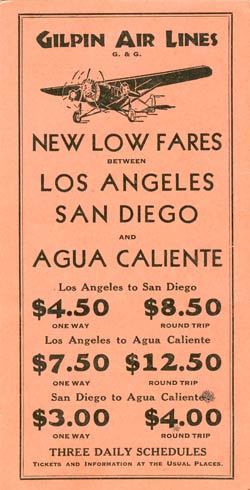 GILPIN AIR LINES
G. & G.
NEW LOW FARES
BETWEEN
LOS ANGELES
SAN DIEGO
AND
AGUA CALIENTE
Los Angeles to San Diego
$4.50 $8.50
ONE WAY ROUND TRIP
Los Angeles to Agua Caliente
$7.50 $12.50
ONE WAY ROUND TRIP
San Diego to Agua Caliente
$3.00 $4.00
ONE WAY ROUND TRIP
THREE DAILY SCHEDULES
TICKETS AND INFORMATION AT THE USUAL PLACES.